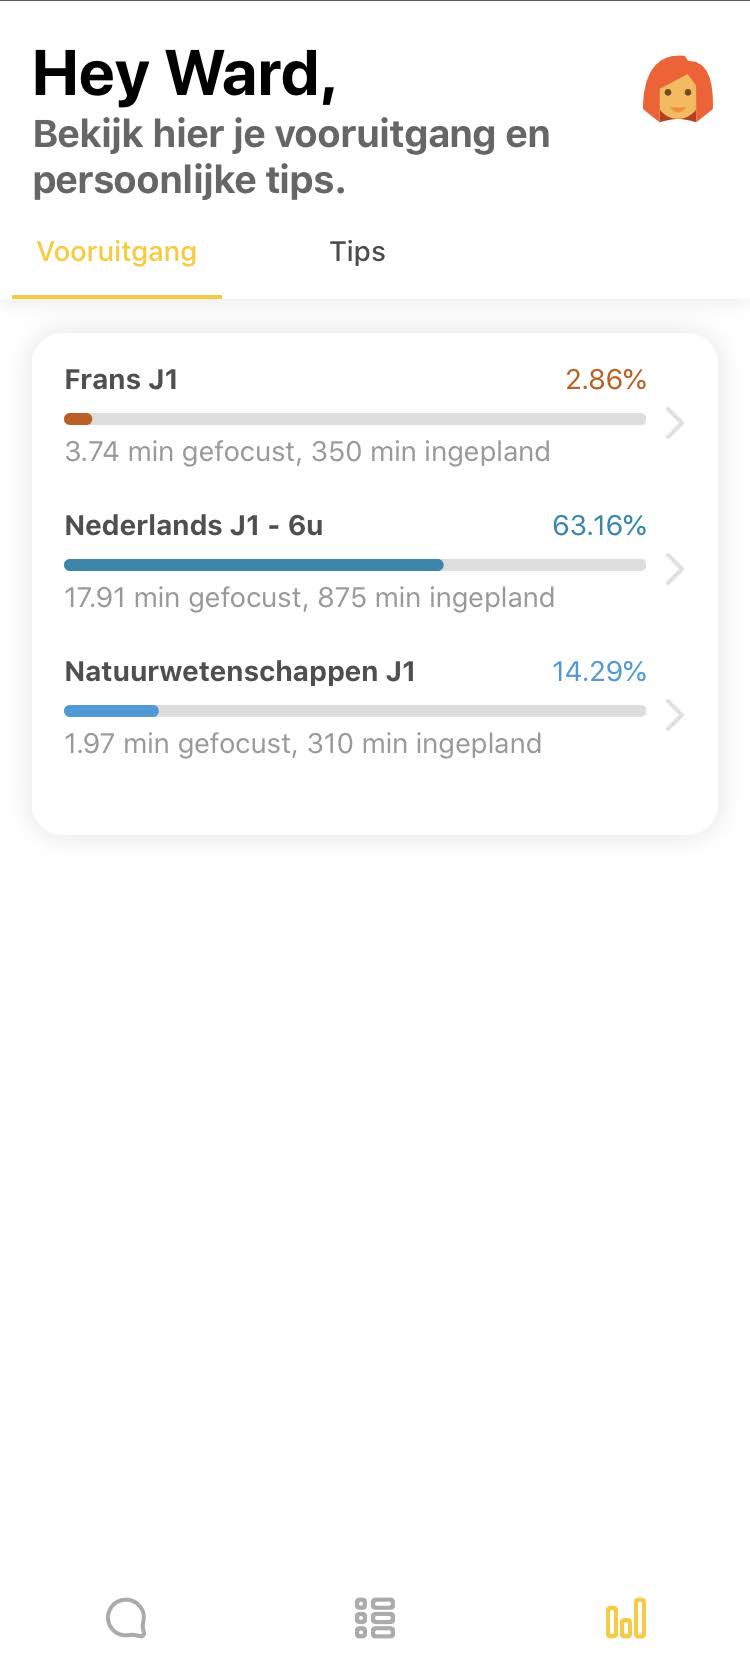 Hey Ward,
Bekijk hier je vooruitgang en
persoonlijke tips.
Vooruitgang
Tips
Frans J1
2.86%
3.74 min gefocust, 350 min ingepland
Nederlands J1 - 6u
63.16%
17.91 min gefocust, 875 min ingepland
Natuurwetenschappen J1
14.29%
1.97 min gefocust, 310 min ingepland